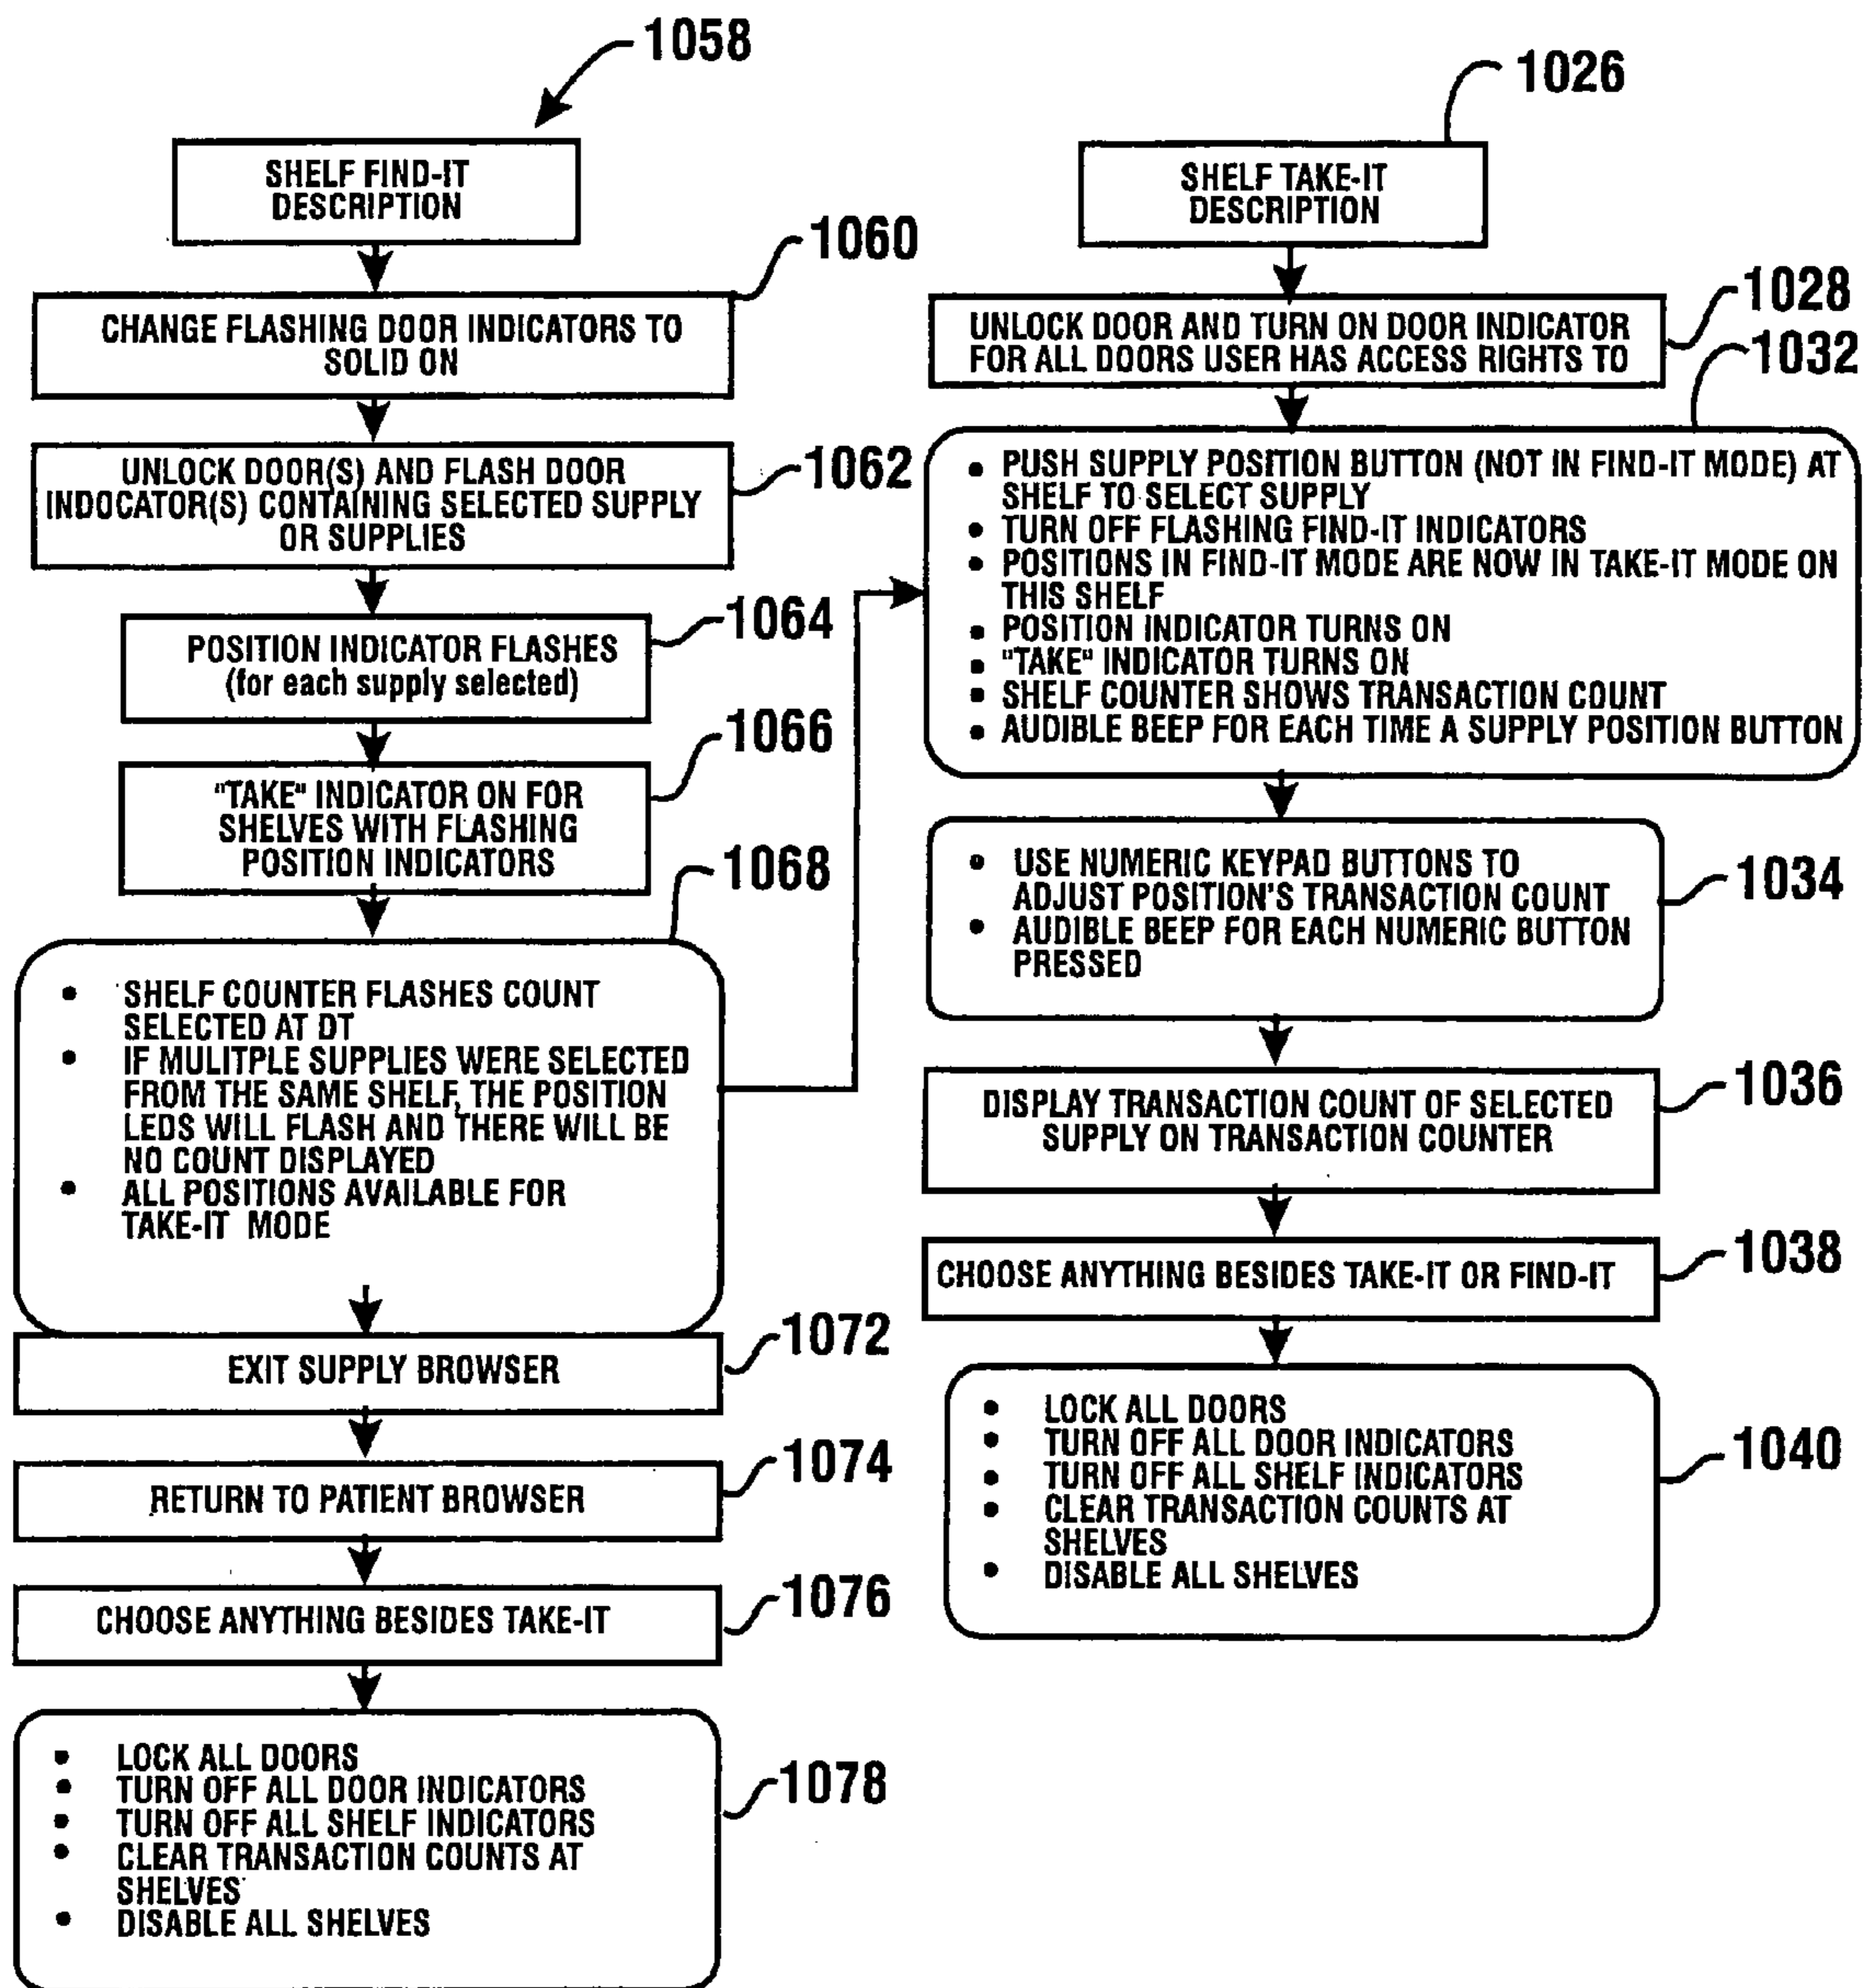 1058
SHELF FIND-IT
DESCRIPTION
1060
CHANGE FLASHING DOOR INDICATORS TO
SOLID ON
1062
UNLOCK DOOR(S) AND FLASH DOOR
INDOCATOR(S) CONTAINING SELECTED SUPPLY
OR SUPPLIES
1064
POSITION INDICATOR FLASHES
(for each supply selected)
1066
"TAKE" INDICATOR ON FOR
SHELVES WITH FLASHING
POSITION INDICATORS
1068
• SHELF COUNTER FLASHES COUNT
SELECTED AT DT
• IF MULITPLE SUPPLIES WERE SELECTED
FROM THE SAME SHELF, THE POSITION
LEDS WILL FLASH AND THERE WILL BE
NO COUNT DISPLAYED
• ALL POSITIONS AVAILABLE FOR
TAKE-IT MODE
1072
EXIT SUPPLY BROWSER
1074
RETURN TO PATIENT BROWSER
1076
CHOOSE ANYTHING BESIDES TAKE-IT
1078
• LOCK ALL DOORS
• TURN OFF ALL DOOR INDICATORS
• TURN OFF ALL SHELF INDICATORS
• CLEAR TRANSACTION COUNTS AT
SHELVES
• DISABLE ALL SHELVES
1026
SHELF TAKE-IT
DESCRIPTION
1028
UNLOCK DOOR AND TURN ON DOOR INDICATOR
FOR ALL DOORS USER HAS ACCESS RIGHTS TO
1032
• PUSH SUPPLY POSITION BUTTON (NOT IN FIND-IT MODE) AT
SHELF TO SELECT SUPPLY
• TURN OFF FLASHING FIND-IT INDICATORS
• POSITIONS IN FIND-IT MODE ARE NOW IN TAKE-IT MODE ON
THIS SHELF
• POSITION INDICATOR TURNS ON
• "TAKE" INDICATOR TURNS ON
• SHELF COUNTER SHOWS TRANSACTION COUNT
• AUDIBLE BEEP FOR EACH TIME A SUPPLY POSITION BUTTON
1034
• USE NUMERIC KEYPAD BUTTONS TO
ADJUST POSITION'S TRANSACTION COUNT
• AUDIBLE BEEP FOR EACH NUMERIC BUTTON
PRESSED
1036
DISPLAY TRANSACTION COUNT OF SELECTED
SUPPLY ON TRANSACTION COUNTER
1038
CHOOSE ANYTHING BESIDES TAKE-IT OR FIND-IT
1040
• LOCK ALL DOORS
• TURN OFF ALL DOOR INDICATORS
• TURN OFF ALL SHELF INDICATORS
• CLEAR TRANSACTION COUNTS AT
SHELVES
• DISABLE ALL SHELVES